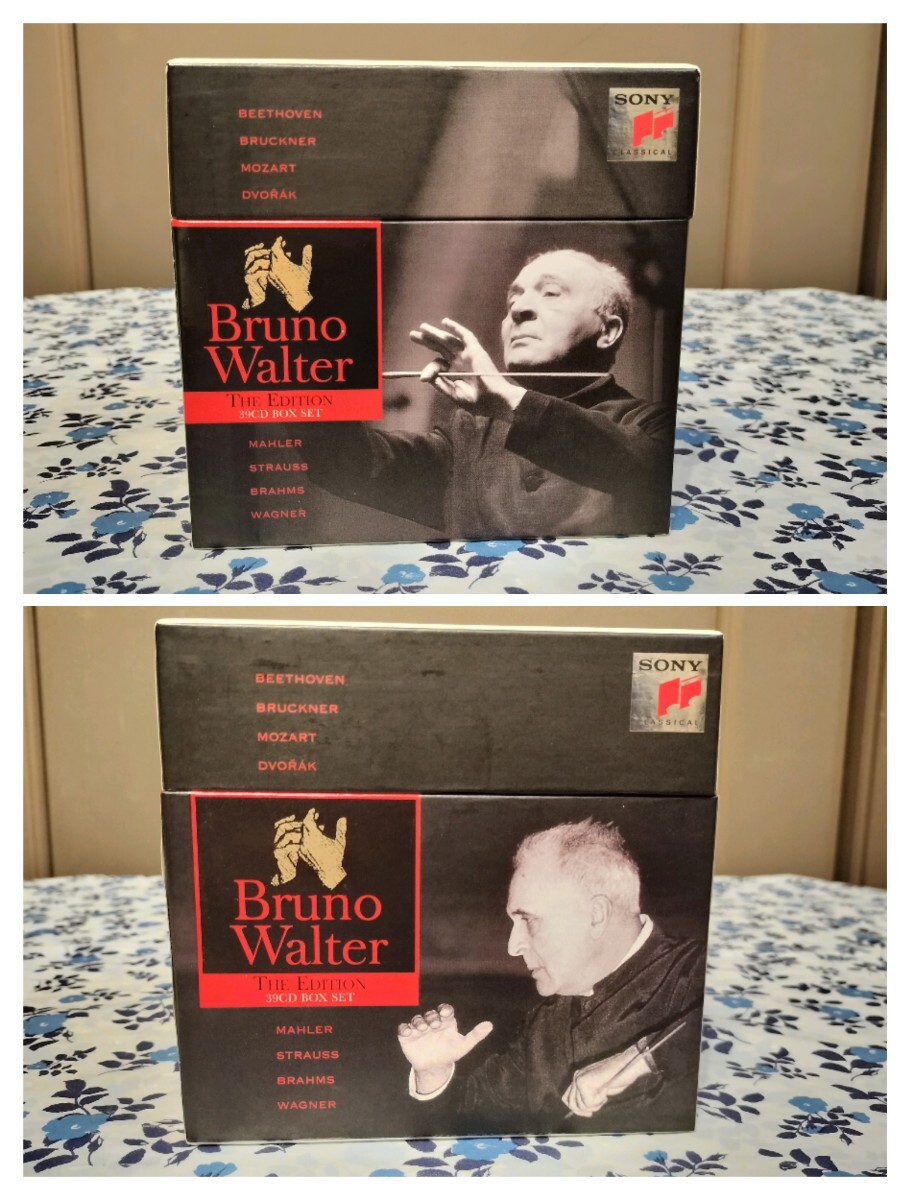 BEETHOVEN
BRUCKNER
MOZART
DVOŘÁK
SONY
CLASSICAL
Bruno
Walter
THE EDITION
39CD BOX SET
MAHLER
STRAUSS
BRAHMS
WAGNER
BEETHOVEN
BRUCKNER
MOZART
DVOŘÁK
SONY
CLASSICAL
Bruno
Walter
THE EDITION
39CD BOX SET
MAHLER
STRAUSS
BRAHMS
WAGNER